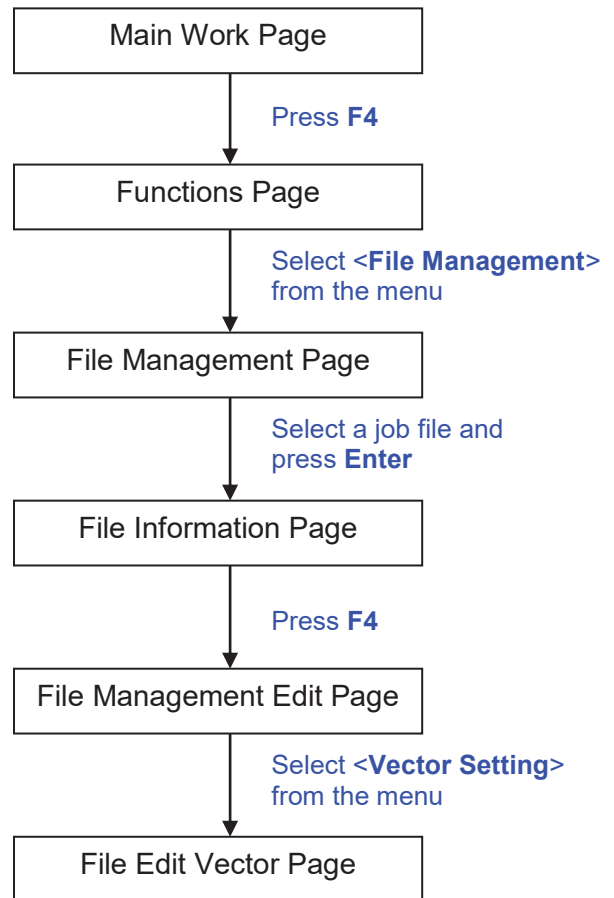 Main Work Page
Press F4
Functions Page
Select <File Management>
from the menu
File Management Page
Select a job file and
press Enter
File Information Page
Press F4
File Management Edit Page
Select <Vector Setting>
from the menu
File Edit Vector Page